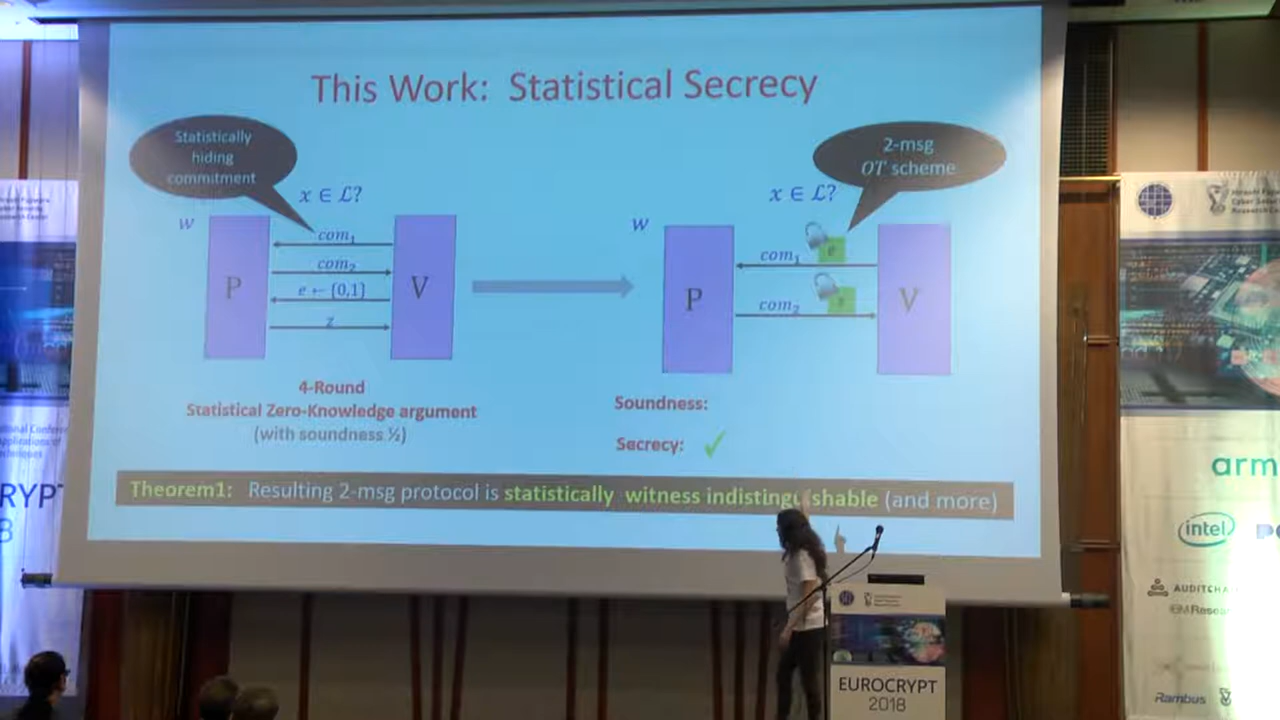 This Work: Statistical Secrecy
Statistically
hiding
commitment
x ∈ ℒ?
w
com₁
com₂
e ← {0,1}
z
P
V
4-Round
Statistical Zero-Knowledge argument
(with soundness ½)
2-msg
OT scheme
x ∈ ℒ?
w
com₁
e
com₂
P
V
Soundness:
Secrecy: ✓
Theorem1: Resulting 2-msg protocol is statistically witness indistinguishable (and more)
EUROCRYPT
2018
arm
intel
Rambus